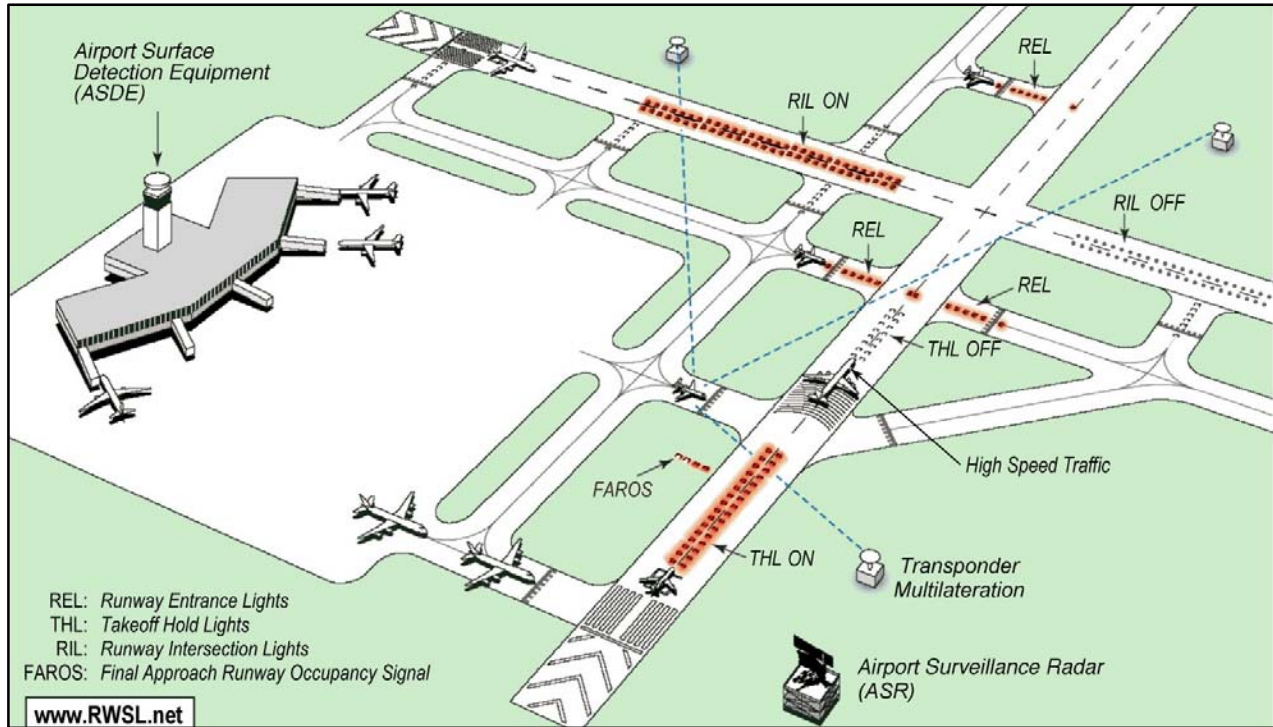 Airport Surface
Detection Equipment
(ASDE)
REL
RIL ON
RIL OFF
REL
REL
THL OFF
High Speed Traffic
FAROS
THL ON
Transponder
Multilateration
REL: Runway Entrance Lights
THL: Takeoff Hold Lights
RIL: Runway Intersection Lights
FAROS: Final Approach Runway Occupancy Signal
Airport Surveillance Radar
(ASR)
www.RWSL.net